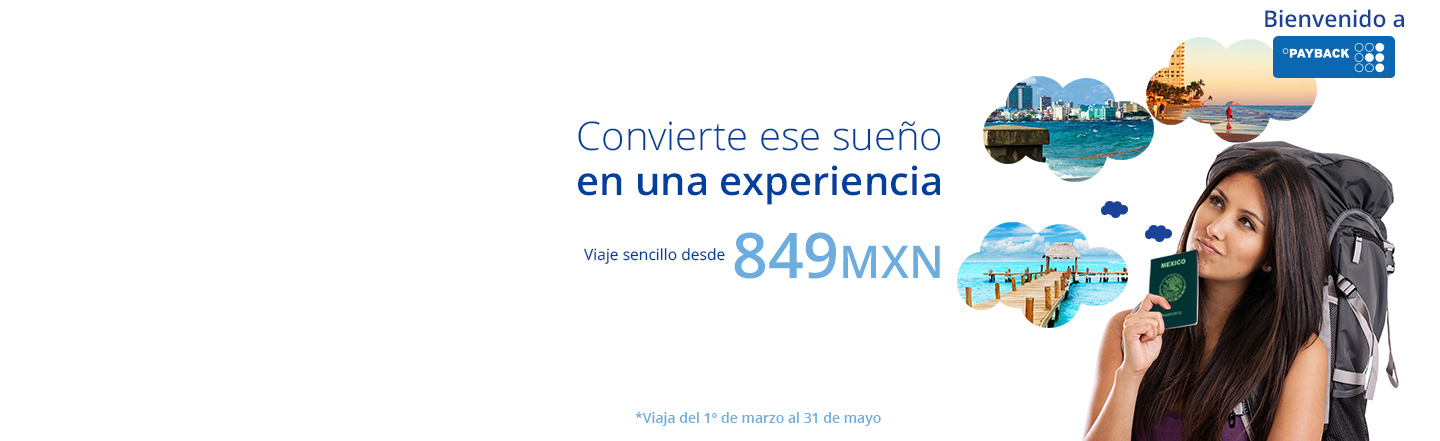 Bienvenido a
°PAYBACK
Convierte ese sueño
en una experiencia
Viaje sencillo desde 849MXN
MEXICO
*Viaja del 1º de marzo al 31 de mayo